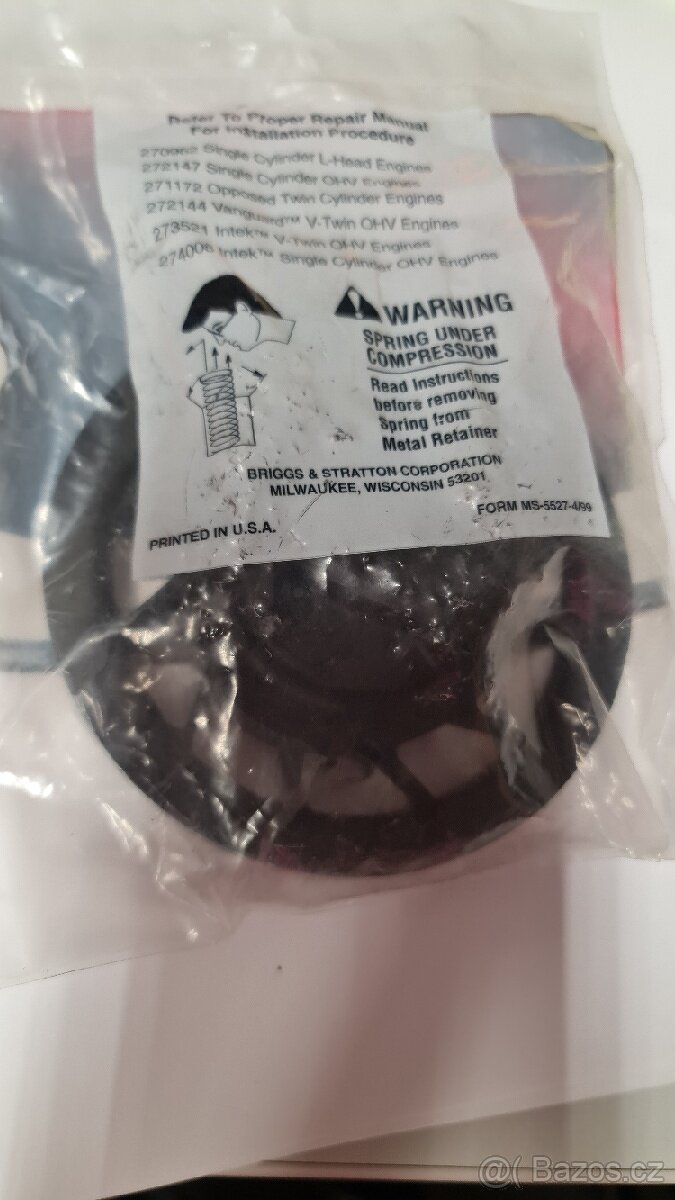 Refer To Proper Repair Manual
For Installation Procedure
270962 Single Cylinder L-Head Engines
272147 Single Cylinder OHV Engines
271172 Opposed Twin Cylinder Engines
272144 Vanguard™ V-Twin OHV Engines
273521 Intek™ V-Twin OHV Engines
274008 Intek™ Single Cylinder OHV Engines
WARNING
SPRING UNDER
COMPRESSION
Read Instructions
before removing
Spring from
Metal Retainer
BRIGGS & STRATTON CORPORATION
MILWAUKEE, WISCONSIN 53201
PRINTED IN U.S.A.
FORM MS-5527-4/99
@( Bazos.cz